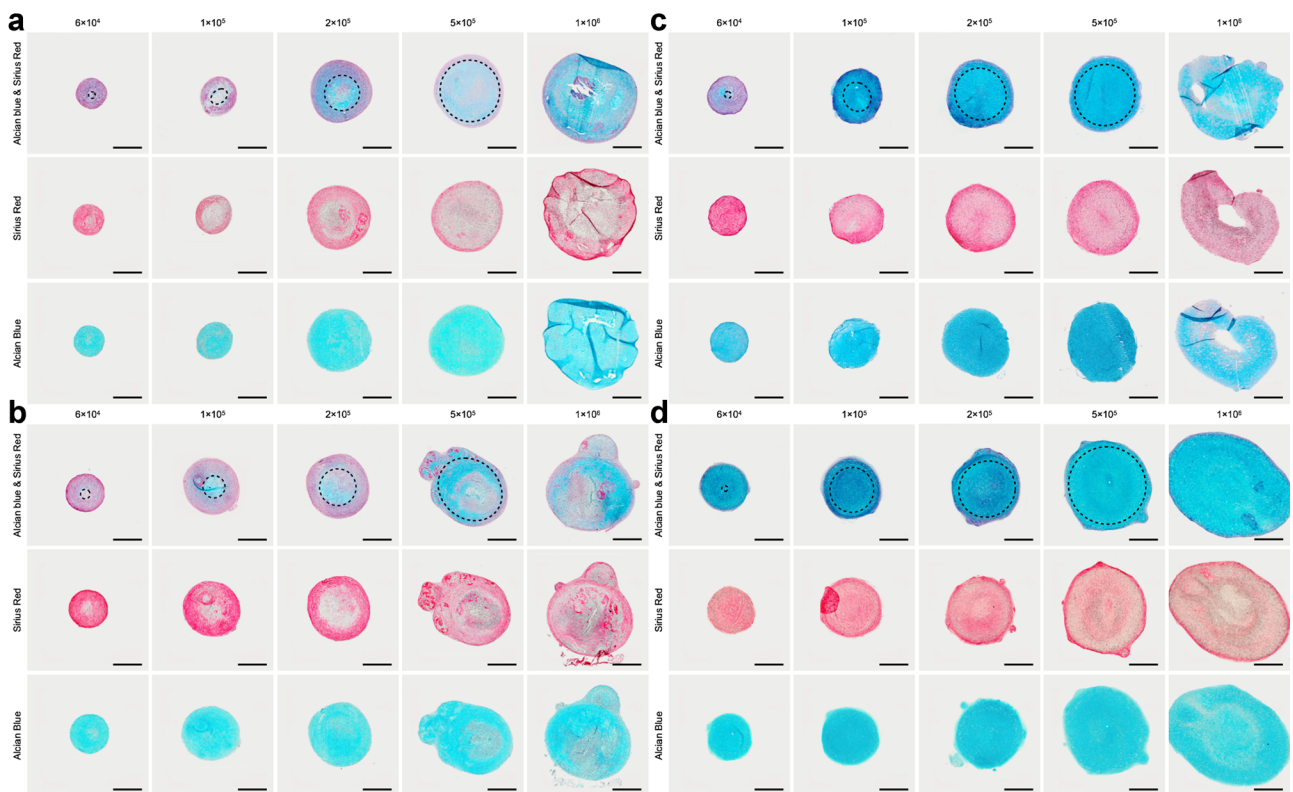 a
6×10⁴ 1×10⁵ 2×10⁵ 5×10⁵ 1×10⁶
Alcian blue & Sirius Red
Sirius Red
Alcian Blue
b
6×10⁴ 1×10⁵ 2×10⁵ 5×10⁵ 1×10⁶
Alcian blue & Sirius Red
Sirius Red
Alcian Blue
c
6×10⁴ 1×10⁵ 2×10⁵ 5×10⁵ 1×10⁶
Alcian blue & Sirius Red
Sirius Red
Alcian Blue
d
6×10⁴ 1×10⁵ 2×10⁵ 5×10⁵ 1×10⁶
Alcian blue & Sirius Red
Sirius Red
Alcian Blue